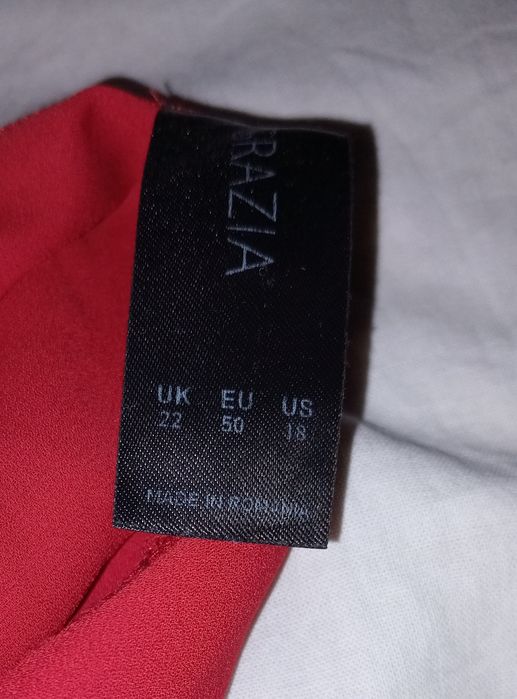 RAZIA
UK EU US
22 50 18
MADE IN ROMANIA